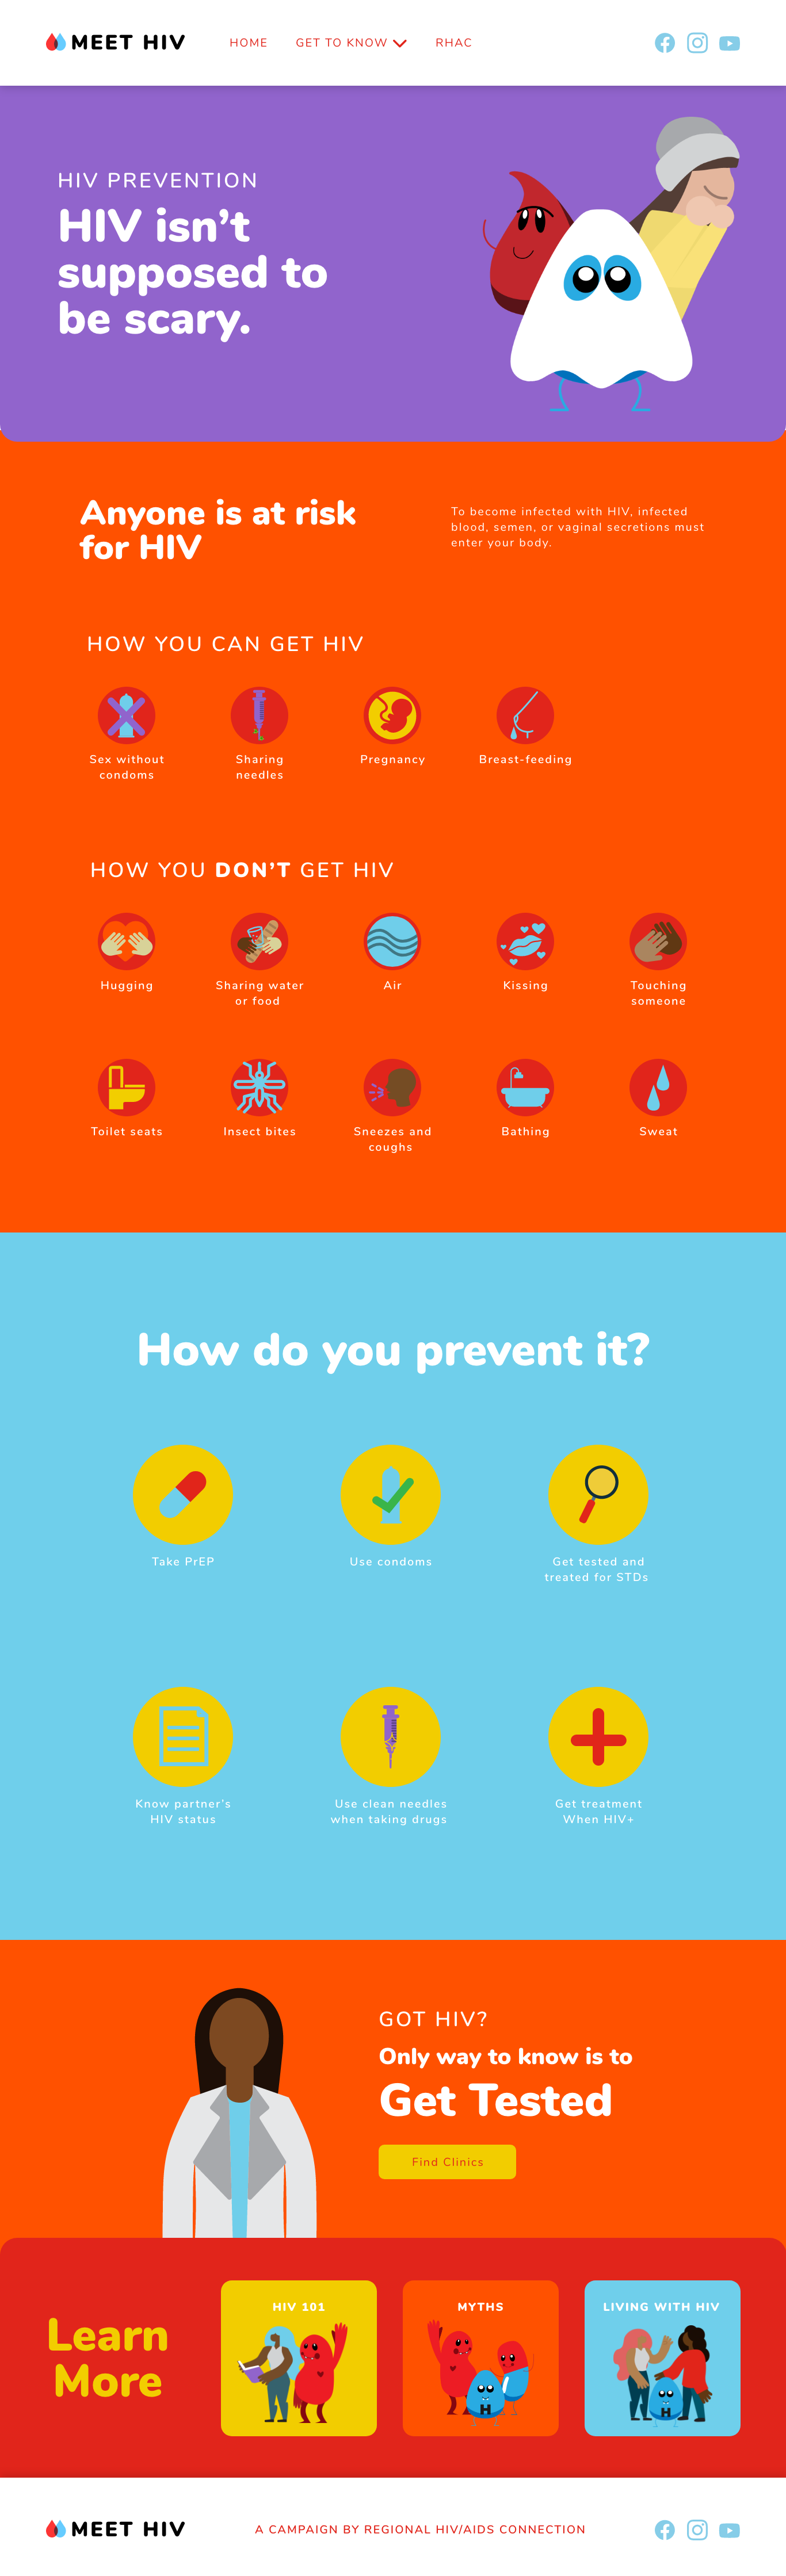 MEET HIV
HOME
GET TO KNOW
RHAC
HIV PREVENTION
HIV isn't
supposed to
be scary.
Anyone is at risk
for HIV
To become infected with HIV, infected
blood, semen, or vaginal secretions must
enter your body.
HOW YOU CAN GET HIV
Sex without
condoms
Sharing
needles
Pregnancy
Breast-feeding
HOW YOU DON'T GET HIV
Hugging
Sharing water
or food
Air
Kissing
Touching
someone
Toilet seats
Insect bites
Sneezes and
coughs
Bathing
Sweat
How do you prevent it?
Take PrEP
Use condoms
Get tested and
treated for STDs
Know partner's
HIV status
Use clean needles
when taking drugs
Get treatment
When HIV+
GOT HIV?
Only way to know is to
Get Tested
Find Clinics
Learn
More
HIV 101
MYTHS
H
LIVING WITH HIV
H
MEET HIV
A CAMPAIGN BY REGIONAL HIV/AIDS CONNECTION